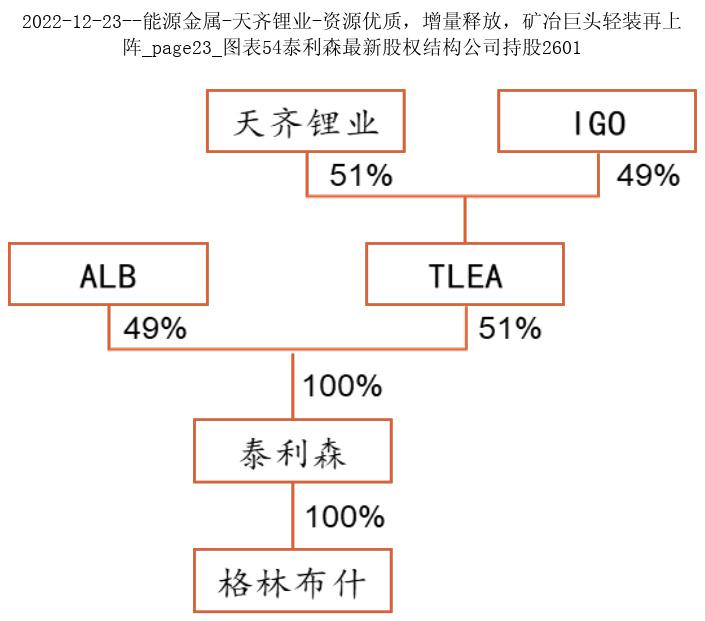 2022-12-23--能源金属-天齐锂业-资源优质，增量释放，矿冶巨头轻装再上
阵_page23_图表54泰利森最新股权结构公司持股2601
天齐锂业
IGO
51%
49%
ALB
TLEA
49%
51%
100%
泰利森
100%
格林布什